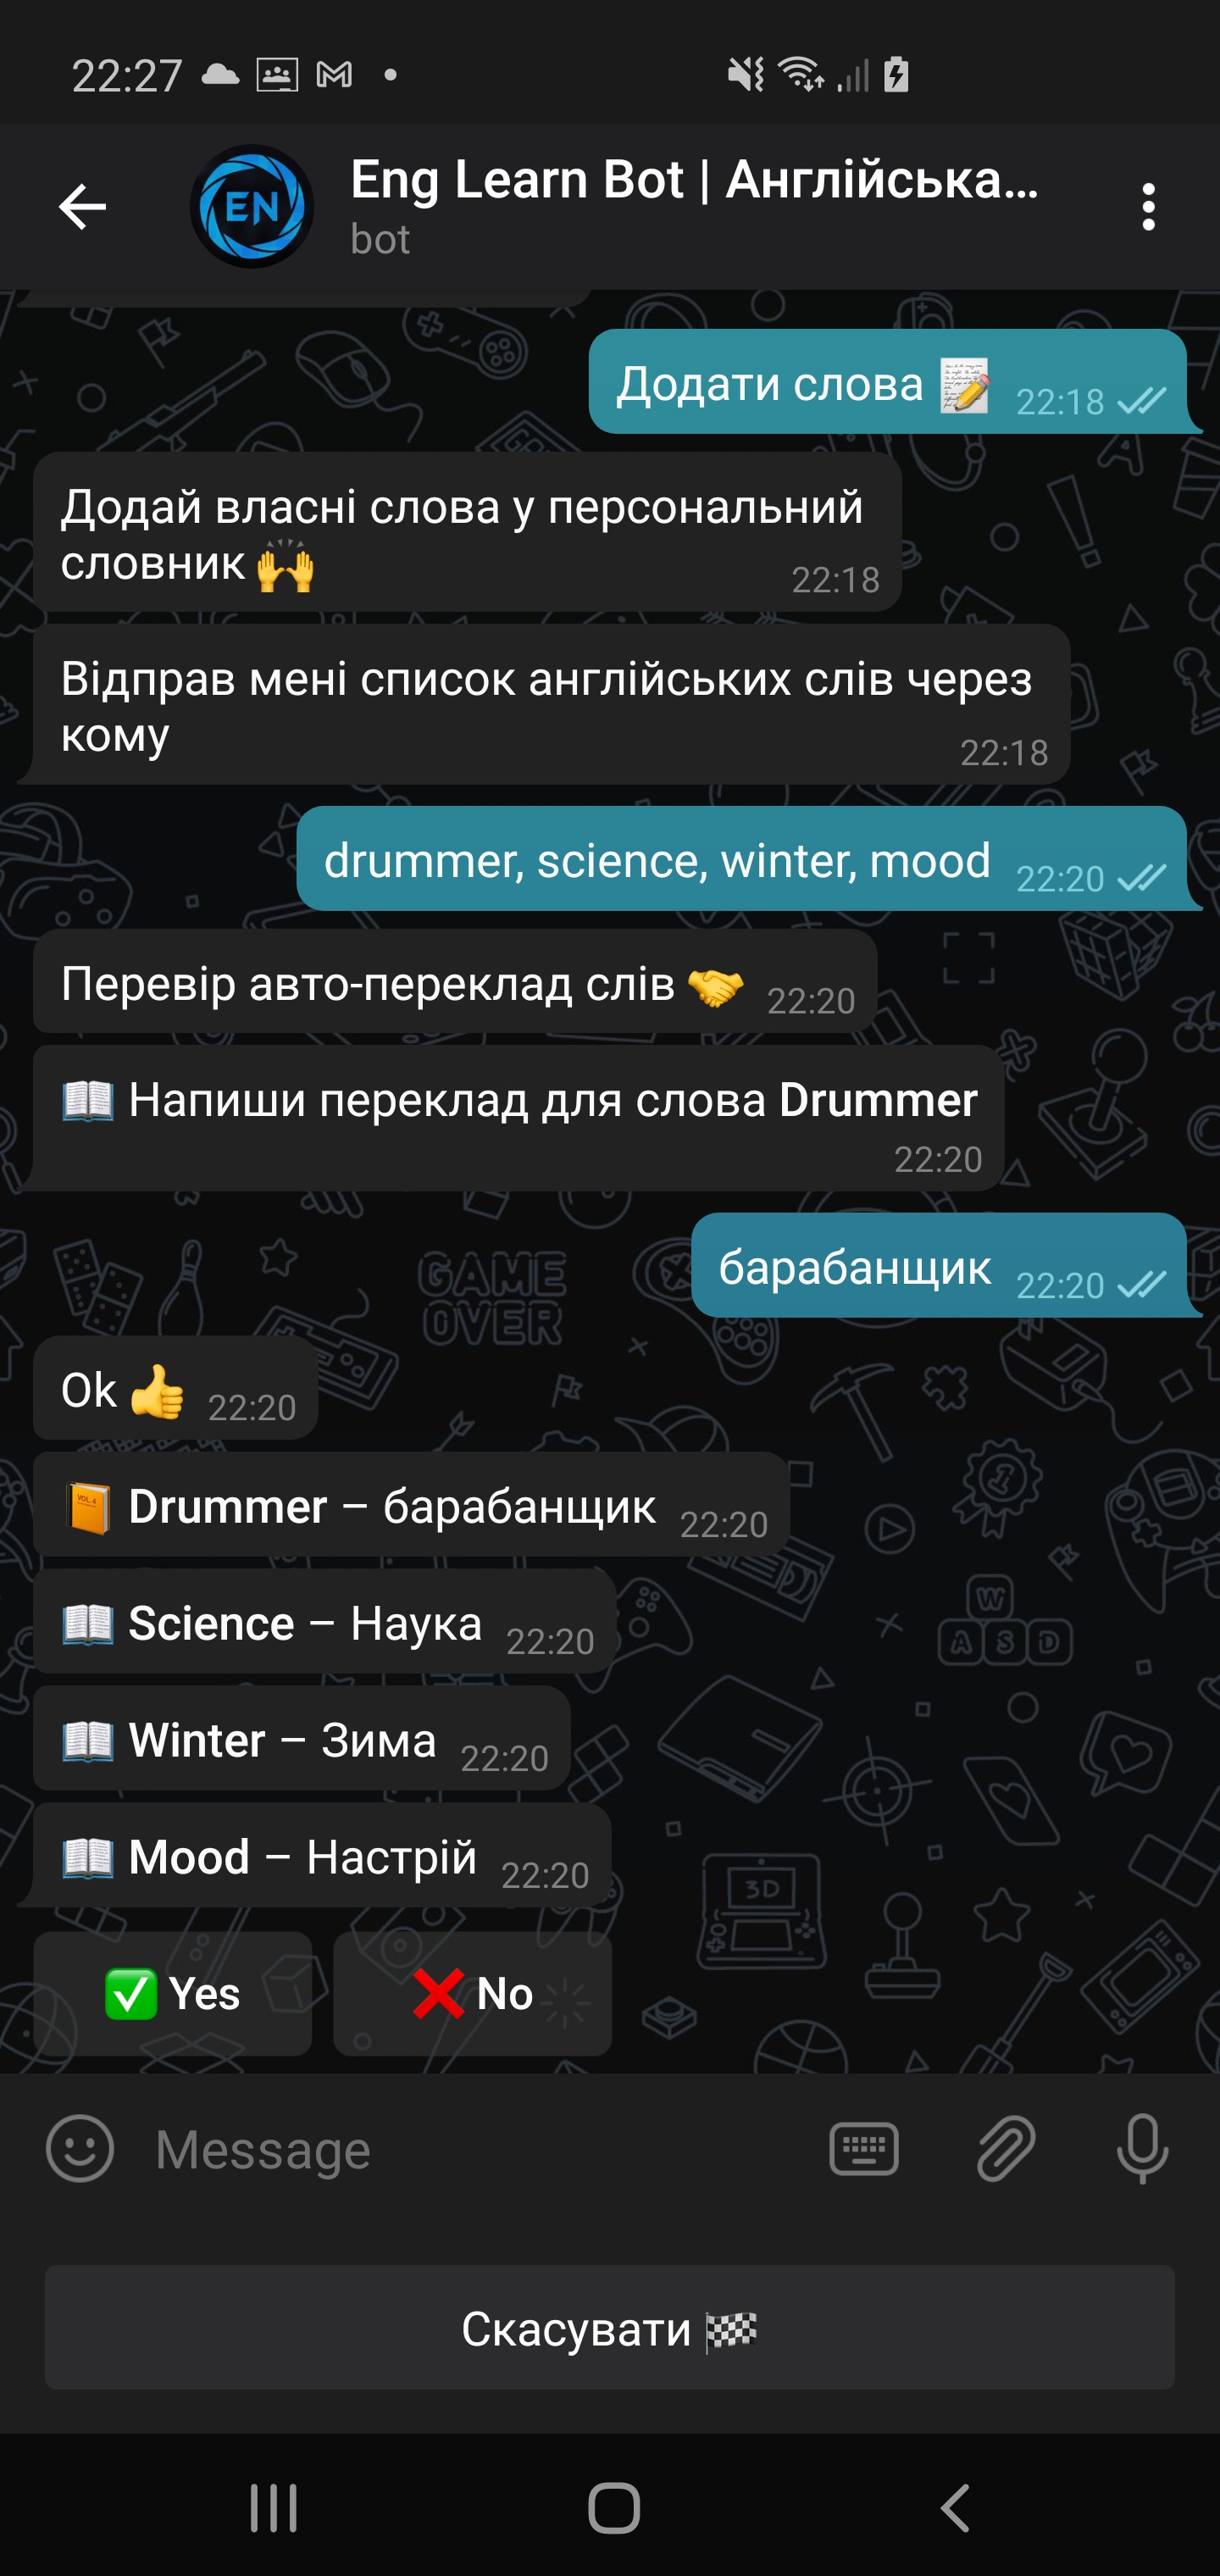 22:27
EN
Eng Learn Bot | Англійська...
bot
Додати слова 📝 22:18
Додай власні слова у персональний
словник 🙌 22:18
Відправ мені список англійських слів через
кому 22:18
drummer, science, winter, mood 22:20
Перевір авто-переклад слів 🤝 22:20
📖 Напиши переклад для слова Drummer
22:20
барабанщик 22:20
GAME
OVER
Ok 👍 22:20
📙 Drummer – барабанщик 22:20
📖 Science – Наука 22:20
W
A S D
📖 Winter – Зима 22:20
📖 Mood – Настрій 22:20
3D
✅ Yes
❌ No
Message
Скасувати 🏁